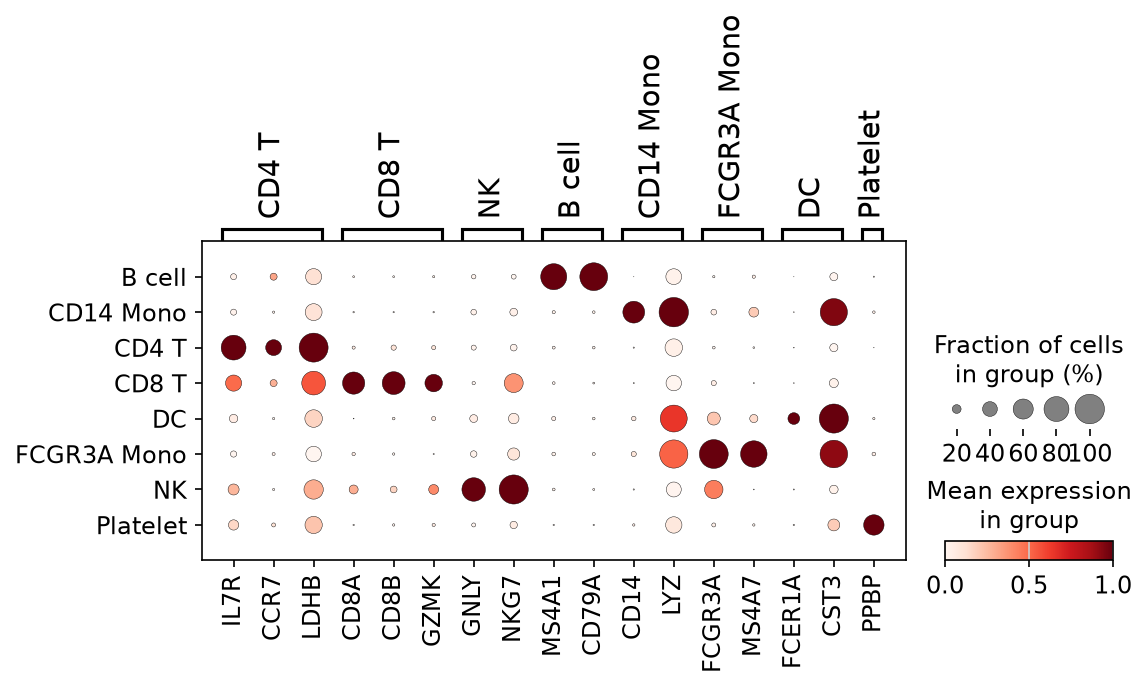 CD4 T
CD8 T
NK
B cell
CD14 Mono
FCGR3A Mono
DC
Platelet
B cell
CD14 Mono
CD4 T
CD8 T
DC
FCGR3A Mono
NK
Platelet
IL7R
CCR7
LDHB
CD8A
CD8B
GZMK
GNLY
NKG7
MS4A1
CD79A
CD14
LYZ
FCGR3A
MS4A7
FCER1A
CST3
PPBP
Fraction of cells
in group (%)
20 40 60 80 100
Mean expression
in group
0.0 0.5 1.0